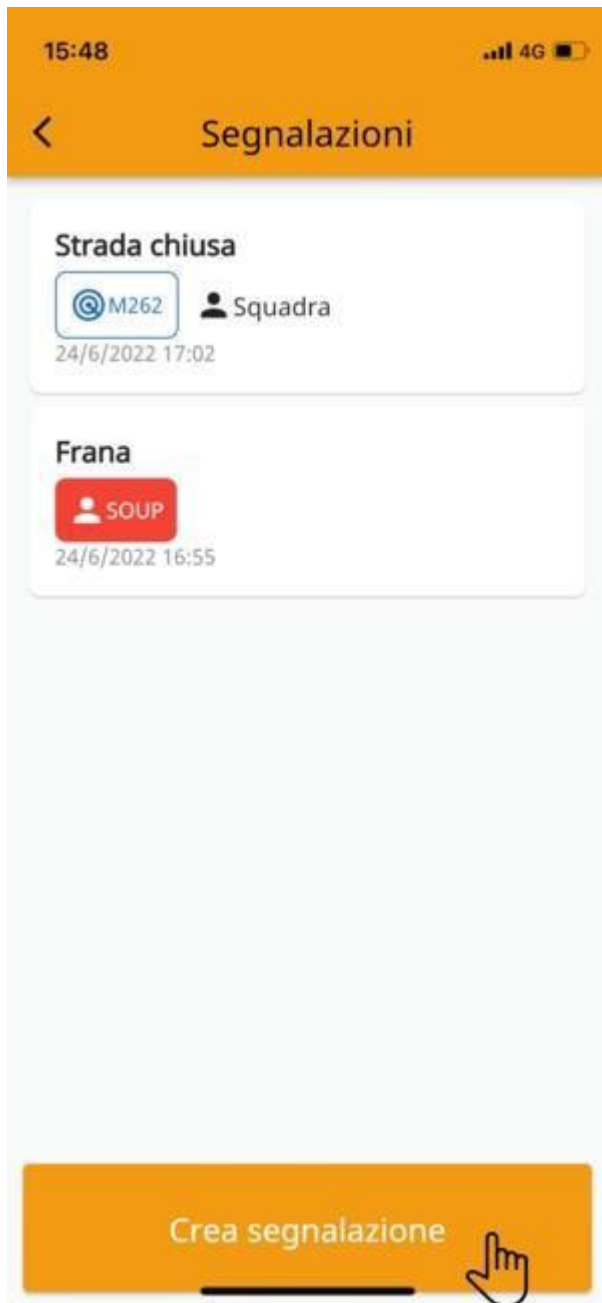 15:48 4G
Segnalazioni
Strada chiusa
M262 Squadra
24/6/2022 17:02
Frana
SOUP
24/6/2022 16:55
Crea segnalazione